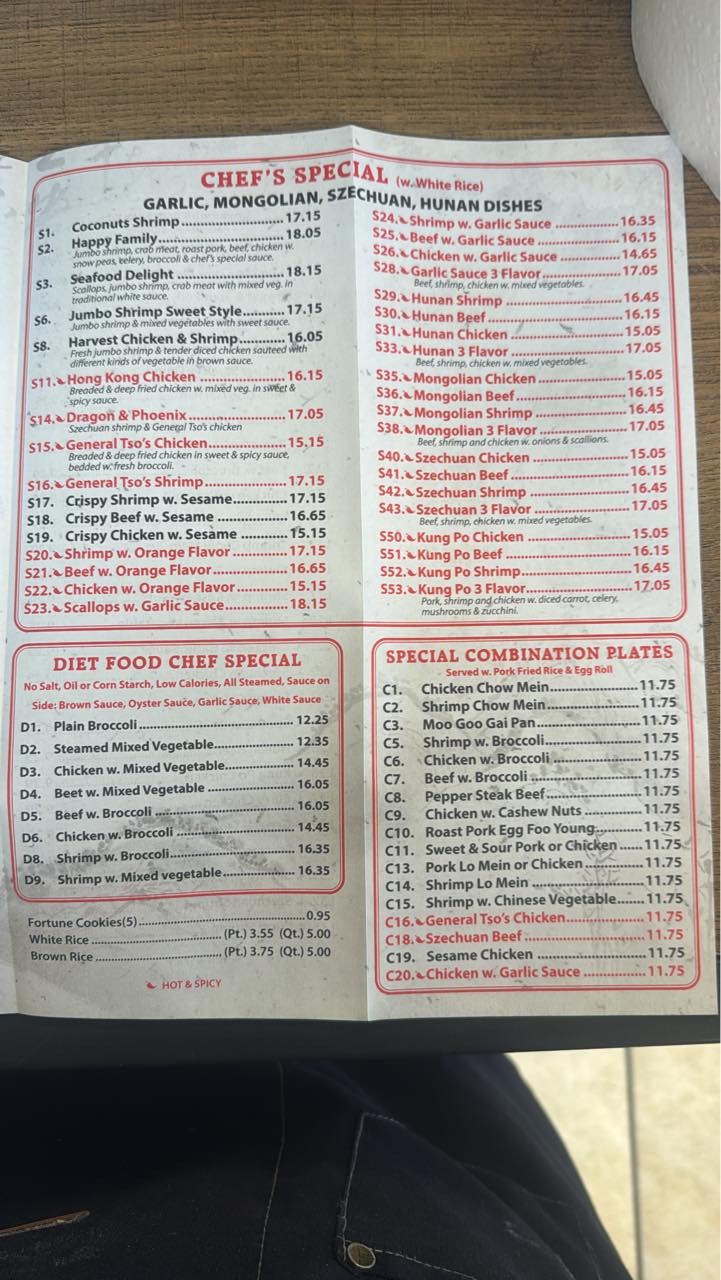 CHEF'S SPECIAL (w. White Rice)
GARLIC, MONGOLIAN, SZECHUAN, HUNAN DISHES
S1. Coconuts Shrimp............................17.15
S2. Happy Family...............................18.05
Jumbo shrimp, crab meat, roast pork, beef, chicken w.
snow peas, kelery, broccoli & chef's special sauce.
S3. Seafood Delight ............................18.15
Scallops, jumbo shrimp, crab meat with mixed veg. in
traditional white sauce.
S6. Jumbo Shrimp Sweet Style...........17.15
Jumbo shrimp & mixed vegetables with sweet sauce.
S8. Harvest Chicken & Shrimp...........16.05
Fresh jumbo shrimp & tender diced chicken sauteed with
different kinds of vegetable in brown sauce.
S11. Hong Kong Chicken .....................16.15
Breaded & deep fried chicken w. mixed veg. in sweet &
spicy sauce.
S14. Dragon & Phoenix........................17.05
Szechuan shrimp & General Tso's chicken
S15. General Tso's Chicken...................15.15
Breaded & deep fried chicken in sweet & spicy sauce,
bedded w. fresh broccoli.
S16. General Tso's Shrimp....................17.15
S17. Crispy Shrimp w. Sesame.............17.15
S18. Crispy Beef w. Sesame .................16.65
S19. Crispy Chicken w. Sesame ............15.15
S20. Shrimp w. Orange Flavor.............17.15
S21. Beef w. Orange Flavor..................16.65
S22. Chicken w. Orange Flavor............15.15
S23. Scallops w. Garlic Sauce...............18.15
S24. Shrimp w. Garlic Sauce ................16.35
S25. Beef w. Garlic Sauce ....................16.15
S26. Chicken w. Garlic Sauce ..............14.65
S28. Garlic Sauce 3 Flavor....................17.05
Beef, shrimp, chicken w. mixed vegetables.
S29. Hunan Shrimp .............................16.45
S30. Hunan Beef..................................16.15
S31. Hunan Chicken ............................15.05
S33. Hunan 3 Flavor ............................17.05
Beef, shrimp, chicken w. mixed vegetables.
S35. Mongolian Chicken......................15.05
S36. Mongolian Beef............................16.15
S37. Mongolian Shrimp .......................16.45
S38. Mongolian 3 Flavor ......................17.05
Beef, shrimp and chicken w. onions & scallions.
S40. Szechuan Chicken .......................15.05
S41. Szechuan Beef..............................16.15
S42. Szechuan Shrimp .........................16.45
S43. Szechuan 3 Flavor ........................17.05
Beef, shrimp, chicken w. mixed vegetables.
S50. Kung Po Chicken .........................15.05
S51. Kung Po Beef ...............................16.15
S52. Kung Po Shrimp...........................16.45
S53. Kung Po 3 Flavor..........................17.05
Pork, shrimp and chicken w. diced carrot, celery,
mushrooms & zucchini.
DIET FOOD CHEF SPECIAL
No Salt, Oil or Corn Starch, Low Calories, All Steamed, Sauce on
Side: Brown Sauce, Oyster Sauce, Garlic Sauce, White Sauce
D1. Plain Broccoli...................................... 12.25
D2. Steamed Mixed Vegetable................... 12.35
D3. Chicken w. Mixed Vegetable................ 14.45
D4. Beet w. Mixed Vegetable ..................... 16.05
D5. Beef w. Broccoli ................................... 16.05
D6. Chicken w. Broccoli ............................. 14.45
D8. Shrimp w. Broccoli............................... 16.35
D9. Shrimp w. Mixed vegetable.................. 16.35
Fortune Cookies(5)..........................................0.95
White Rice ................................(Pt.) 3.55 (Qt.) 5.00
Brown Rice ...............................(Pt.) 3.75 (Qt.) 5.00
HOT & SPICY
SPECIAL COMBINATION PLATES
Served w. Pork Fried Rice & Egg Roll
C1. Chicken Chow Mein.......................11.75
C2. Shrimp Chow Mein........................11.75
C3. Moo Goo Gai Pan...........................11.75
C5. Shrimp w. Broccoli.........................11.75
C6. Chicken w. Broccoli .......................11.75
C7. Beef w. Broccoli .............................11.75
C8. Pepper Steak Beef..........................11.75
C9. Chicken w. Cashew Nuts ...............11.75
C10. Roast Pork Egg Foo Young............11.75
C11. Sweet & Sour Pork or Chicken ......11.75
C13. Pork Lo Mein or Chicken...............11.75
C14. Shrimp Lo Mein ............................11.75
C15. Shrimp w. Chinese Vegetable.......11.75
C16. General Tso's Chicken...................11.75
C18. Szechuan Beef ..............................11.75
C19. Sesame Chicken ...........................11.75
C20. Chicken w. Garlic Sauce ...............11.75